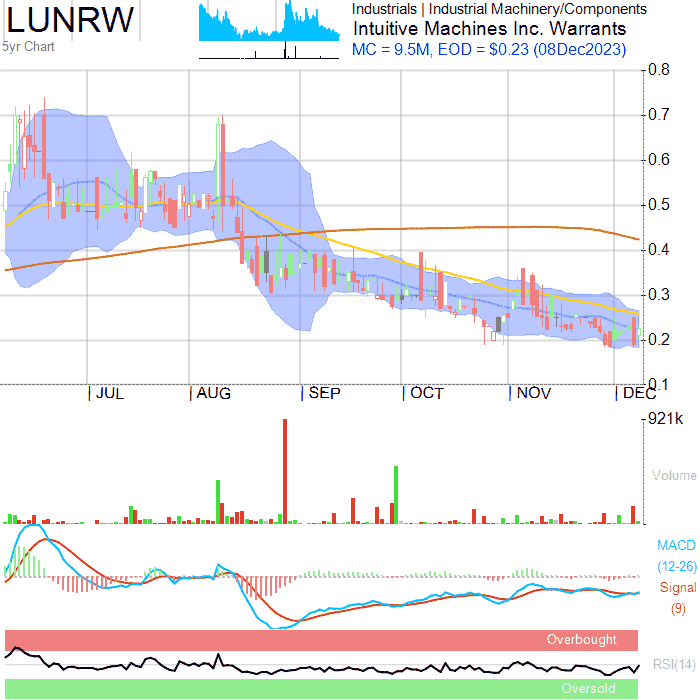 LUNRW
5yr Chart
Industrials | Industrial Machinery/Components
Intuitive Machines Inc. Warrants
MC = 9.5M, EOD = $0.23 (08Dec2023)
0.8
0.7
0.6
0.5
0.4
0.3
0.2
0.1
JUL AUG SEP OCT NOV DEC
921k
Volume
MACD
(12-26)
Signal
(9)
Overbought
RSI(14)
Oversold